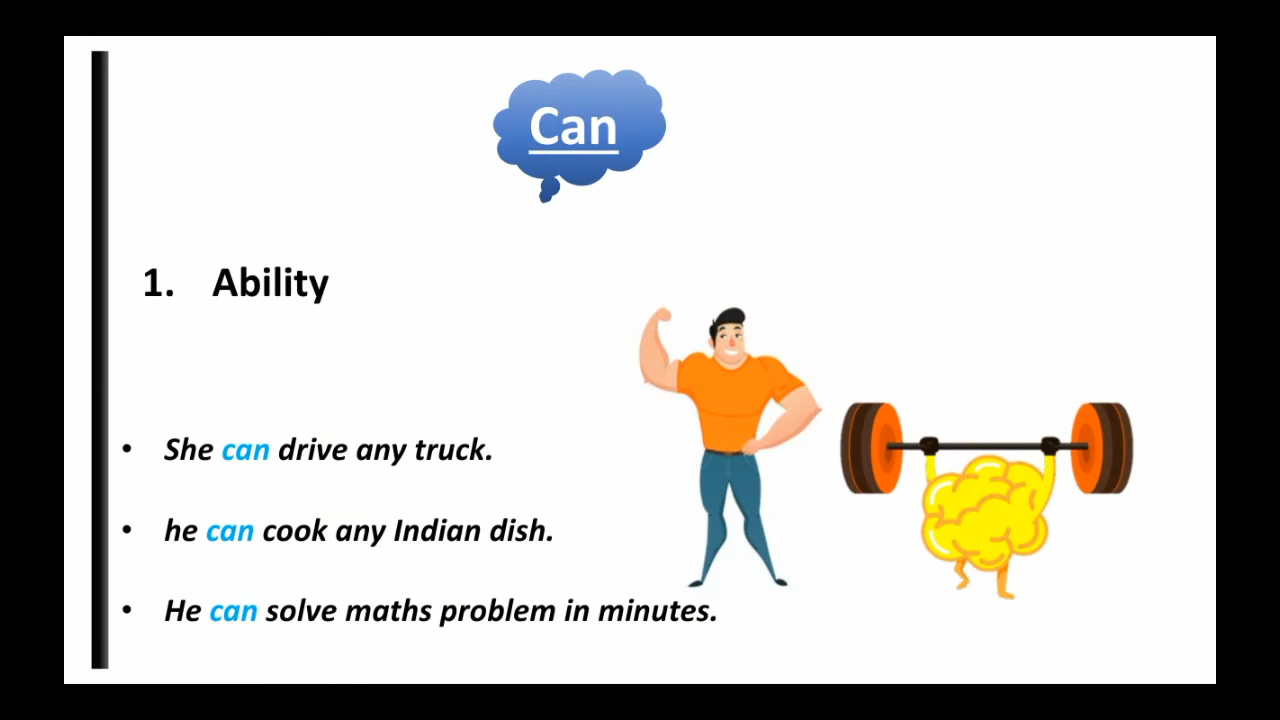 Can
1. Ability
• She can drive any truck.
• he can cook any Indian dish.
• He can solve maths problem in minutes.